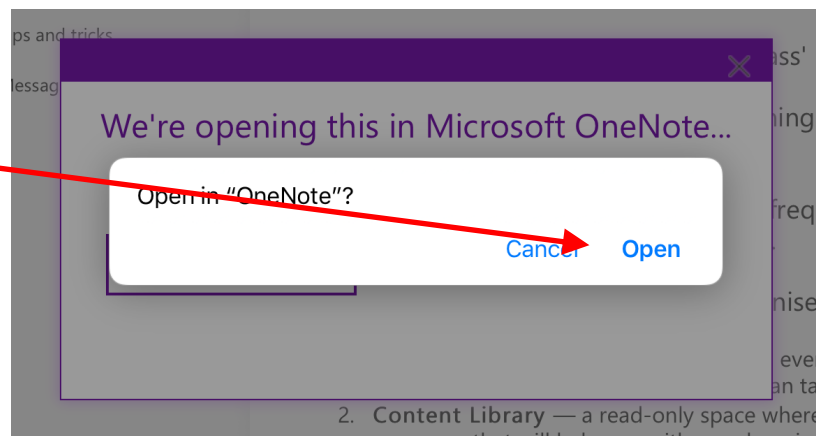 ps and tricks
ass'
We're opening this in Microsoft OneNote...
ning
Open in “OneNote”?
freq
Cancel
Open
nise
eve
an ta
2. Content Library — a read-only space where